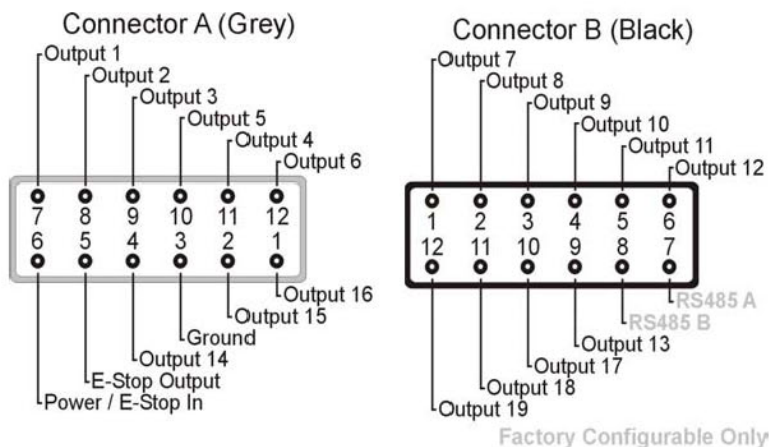 Connector A (Grey)
Output 1
Output 2
Output 3
Output 5
Output 4
Output 6
7 8 9 10 11 12
6 5 4 3 2 1
Output 16
Output 15
Ground
Output 14
E-Stop Output
Power / E-Stop In
Connector B (Black)
Output 7
Output 8
Output 9
Output 10
Output 11
Output 12
1 2 3 4 5 6
12 11 10 9 8 7
RS485 A
RS485 B
Output 13
Output 17
Output 18
Output 19
Factory Configurable Only